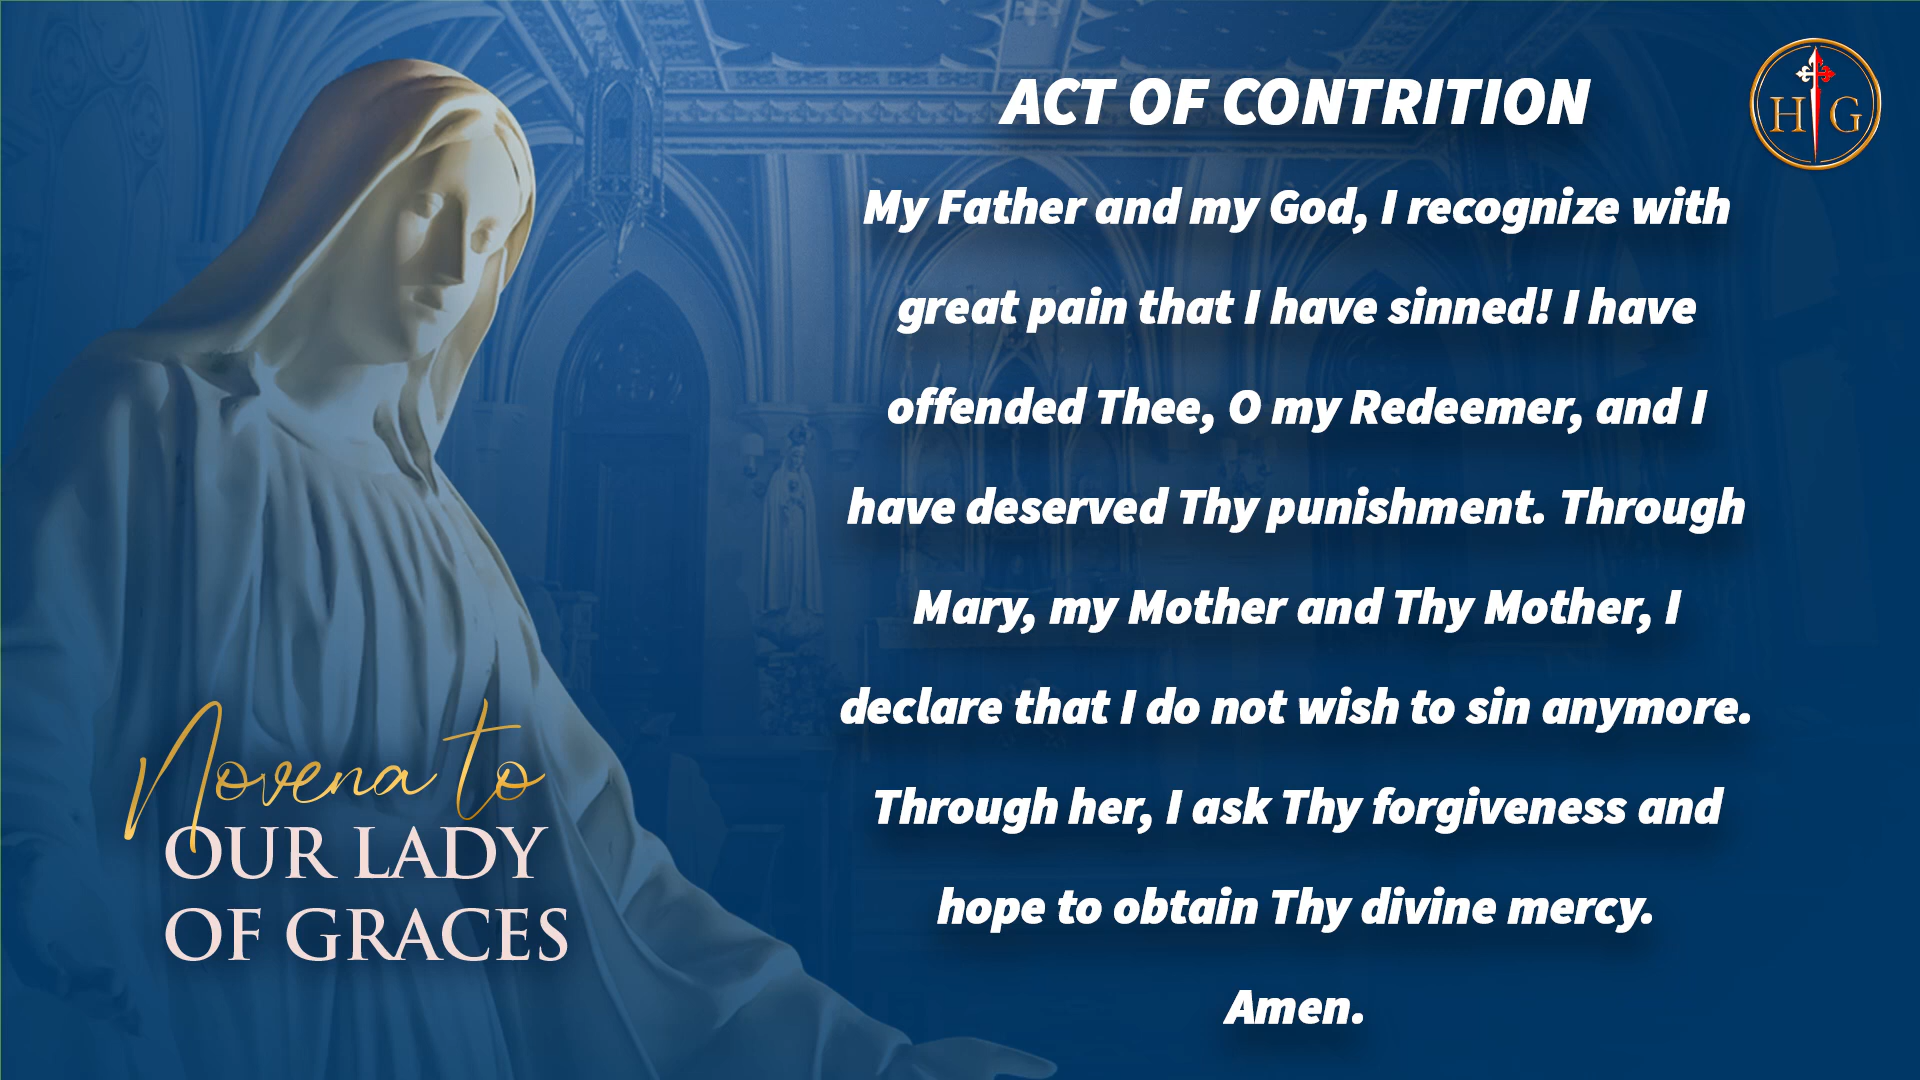 ACT OF CONTRITION
H G
My Father and my God, I recognize with
great pain that I have sinned! I have
offended Thee, O my Redeemer, and I
have deserved Thy punishment. Through
Mary, my Mother and Thy Mother, I
declare that I do not wish to sin anymore.
Through her, I ask Thy forgiveness and
hope to obtain Thy divine mercy.
Amen.
Novena to
OUR LADY
OF GRACES